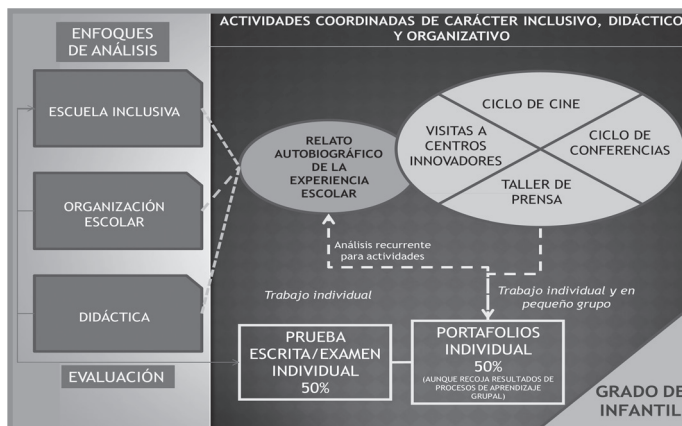 ENFOQUES
DE ANÁLISIS
ESCUELA INCLUSIVA
ORGANIZACIÓN
ESCOLAR
DIDÁCTICA
EVALUACIÓN
ACTIVIDADES COORDINADAS DE CARÁCTER INCLUSIVO, DIDÁCTICO
Y ORGANIZATIVO
RELATO
AUTOBIOGRÁFICO
DE LA
EXPERIENCIA
ESCOLAR
CICLO DE CINE
VISITAS A
CENTROS
INNOVADORES
CICLO DE
CONFERENCIAS
TALLER DE
PRENSA
Análisis recurrente
para actividades
Trabajo individual
Trabajo individual y en
pequeño grupo
PRUEBA
ESCRITA/EXAMEN
INDIVIDUAL
50%
PORTAFOLIOS
INDIVIDUAL
50%
(AUNQUE RECOJA RESULTADOS DE
PROCESOS DE APRENDIZAJE
GRUPAL)
GRADO DE
INFANTIL